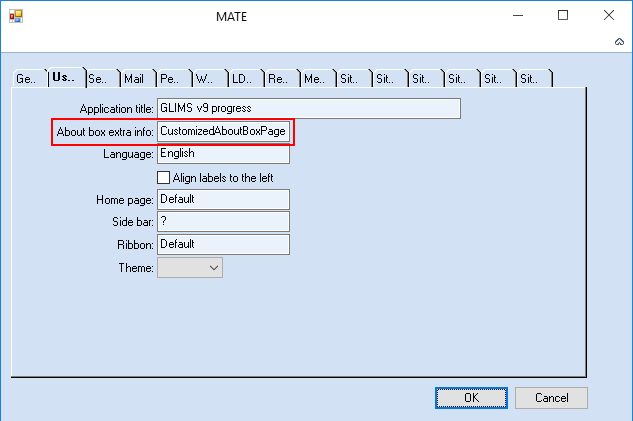 MATE
Ge.. Us.. Se.. Mail Pe.. W.. LD.. Re.. Me.. Sit.. Sit.. Sit.. Sit.. Sit.. Sit..
Application title: GLIMS v9 progress
About box extra info: CustomizedAboutBoxPage
Language: English
Align labels to the left
Home page: Default
Side bar: ?
Ribbon: Default
Theme:
OK Cancel